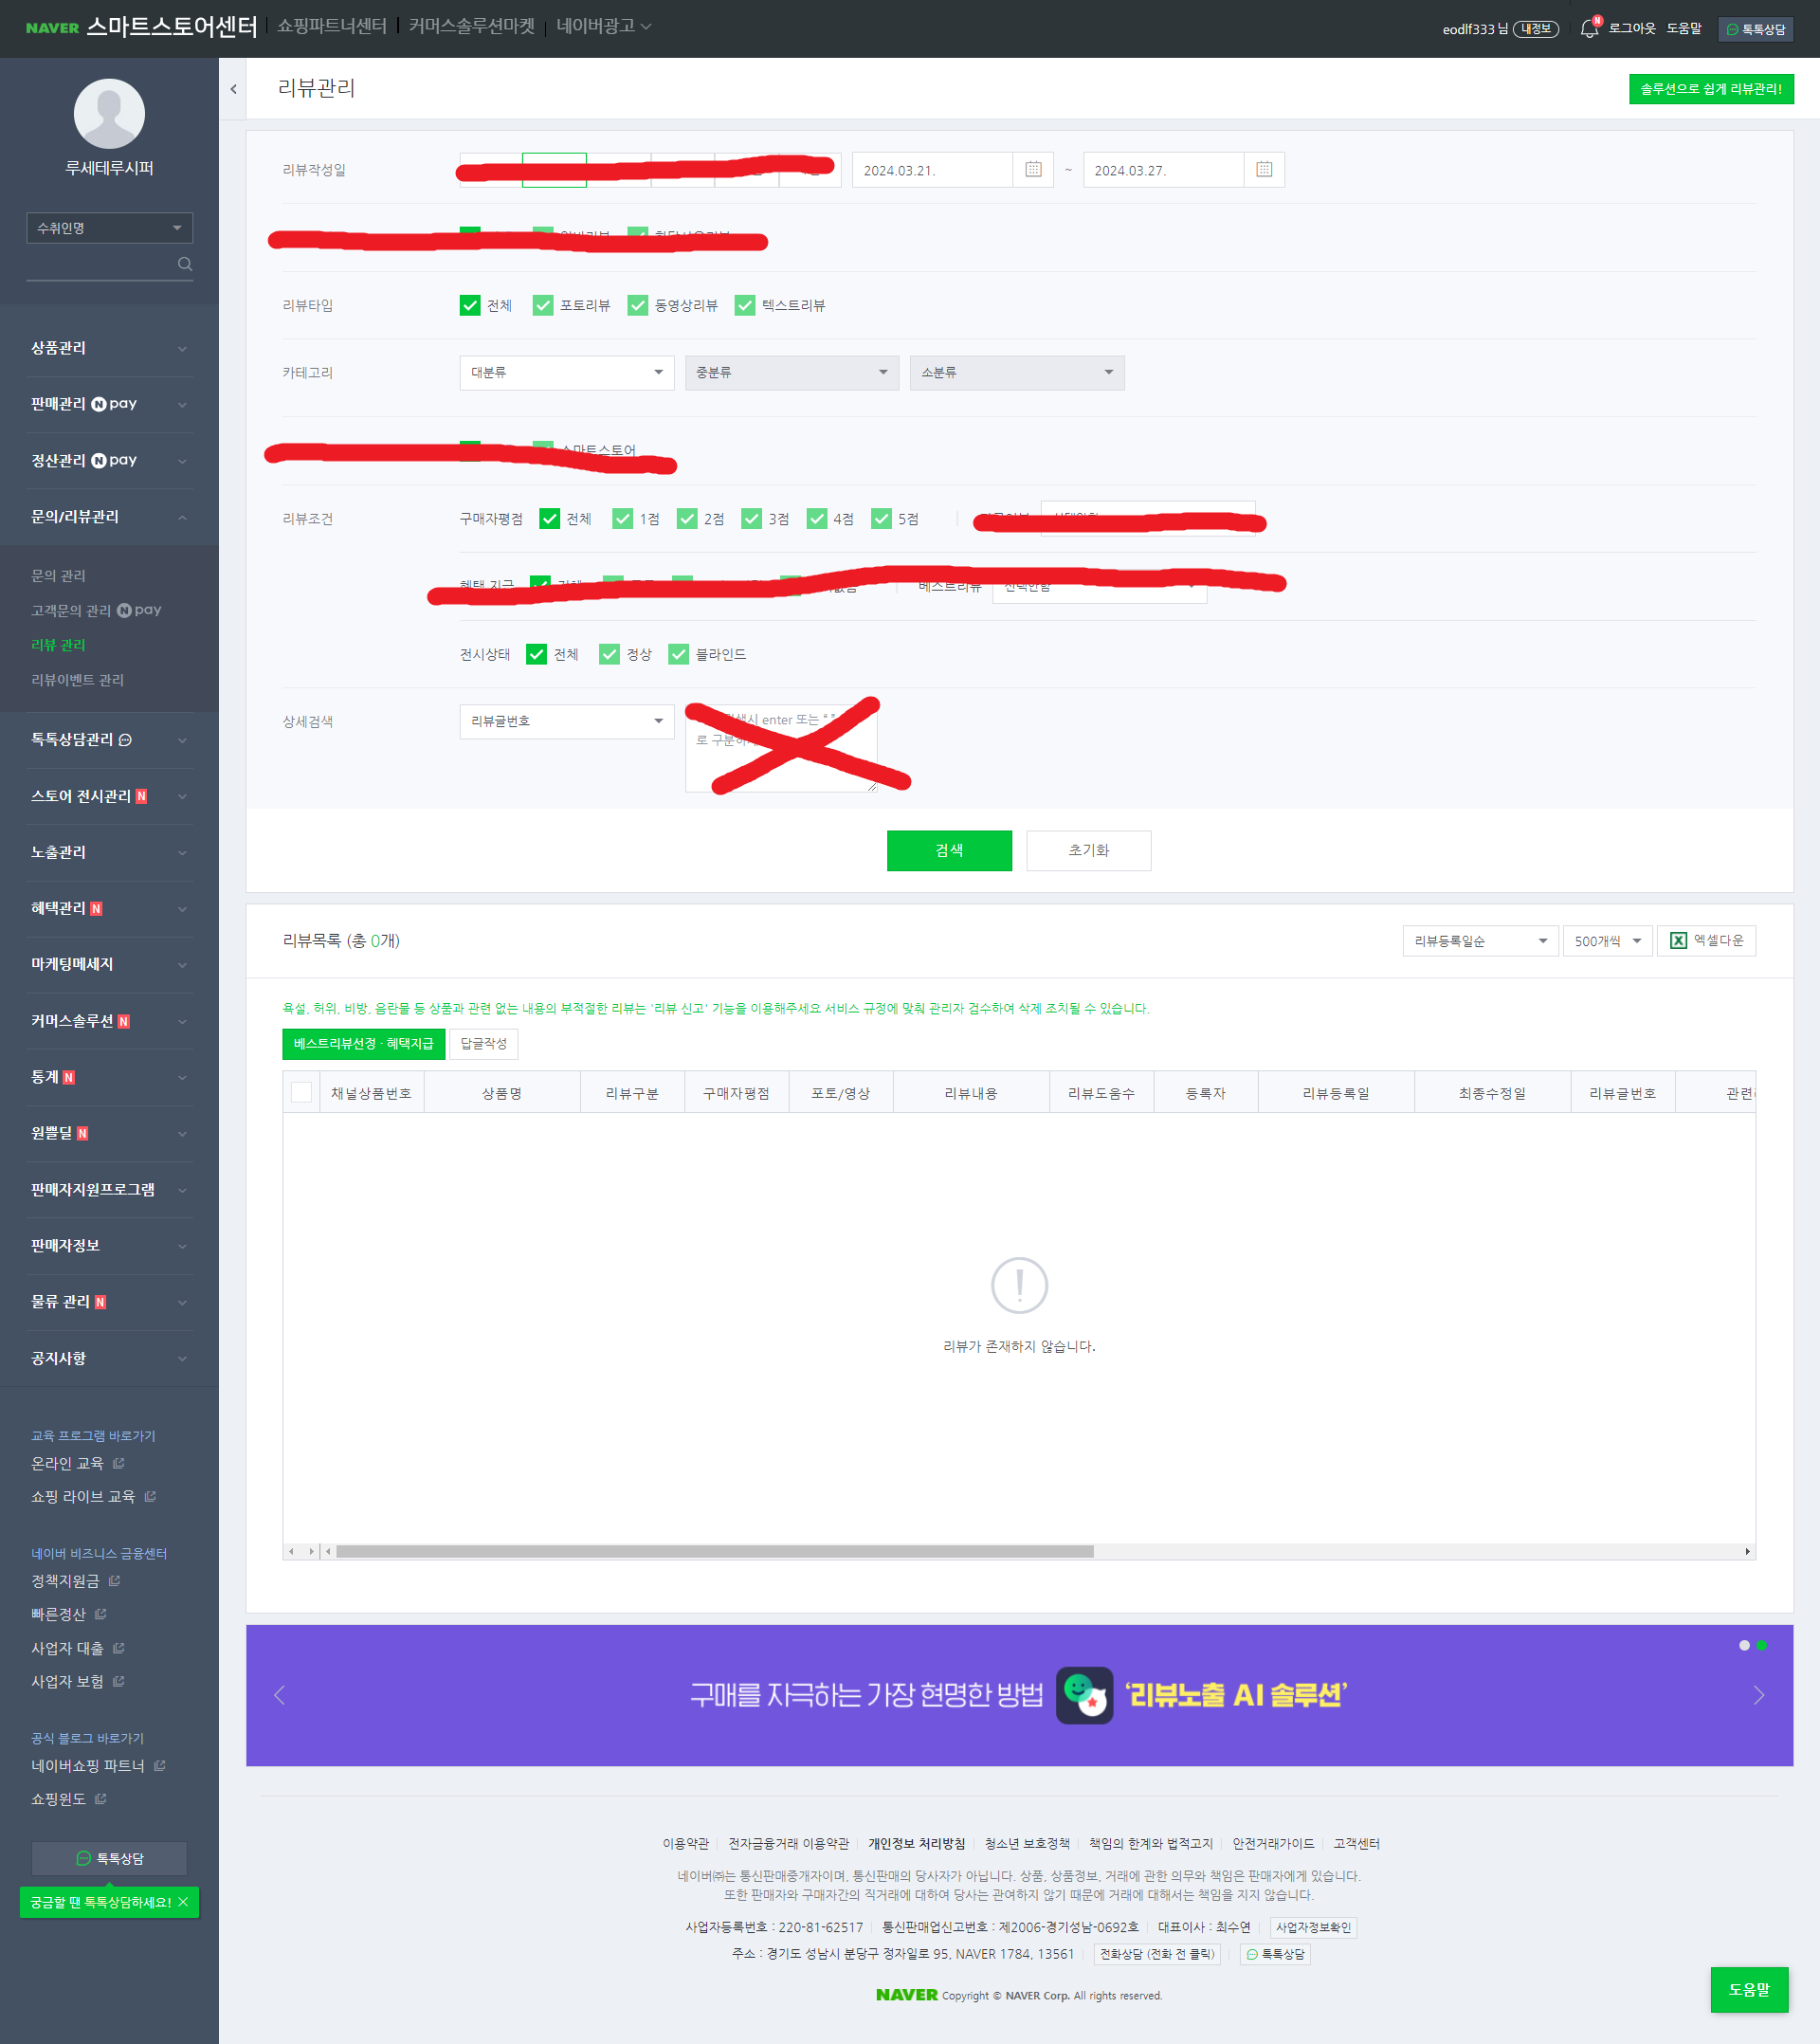 NAVER 스마트스토어센터 쇼핑파트너센터 커머스솔루션마켓 네이버광고
eodlf333 님 내정보 N 로그아웃 도움말 톡톡상담
루세테루시퍼
수취인명
상품관리
판매관리 N pay
정산관리 N pay
문의/리뷰관리
문의 관리
고객문의 관리 N pay
리뷰 관리
리뷰이벤트 관리
톡톡상담관리
스토어 전시관리 N
노출관리
혜택관리 N
마케팅메세지
커머스솔루션 N
통계 N
원쁠딜 N
판매자지원프로그램
판매자정보
물류 관리 N
공지사항
교육 프로그램 바로가기
온라인 교육
쇼핑 라이브 교육
네이버 비즈니스 금융센터
정책지원금
빠른정산
사업자 대출
사업자 보험
공식 블로그 바로가기
네이버쇼핑 파트너
쇼핑윈도
톡톡상담
궁금할 땐 톡톡상담하세요!
리뷰관리
솔루션으로 쉽게 리뷰관리!
리뷰작성일 2024.03.21. ~ 2024.03.27.
리뷰타입 전체 포토리뷰 동영상리뷰 텍스트리뷰
카테고리 대분류 중분류 소분류
스마트스토어
리뷰조건 구매자평점 전체 1점 2점 3점 4점 5점
혜택 지급 베스트리뷰 선택안함
전시상태 전체 정상 블라인드
상세검색 리뷰글번호 enter 또는
로
검색 초기화
리뷰목록 (총 0개)
리뷰등록일순 500개씩 엑셀다운
욕설, 허위, 비방, 음란물 등 상품과 관련 없는 내용의 부적절한 리뷰는 '리뷰 신고' 기능을 이용해주세요 서비스 규정에 맞춰 관리자 검수하여 삭제 조치될 수 있습니다.
베스트리뷰선정 · 혜택지급 답글작성
채널상품번호 상품명 리뷰구분 구매자평점 포토/영상 리뷰내용 리뷰도움수 등록자 리뷰등록일 최종수정일 리뷰글번호 관련
리뷰가 존재하지 않습니다.
구매를 자극하는 가장 현명한 방법 '리뷰노출 AI 솔루션'
이용약관 전자금융거래 이용약관 개인정보 처리방침 청소년 보호정책 책임의 한계와 법적고지 안전거래가이드 고객센터
네이버㈜는 통신판매중개자이며, 통신판매의 당사자가 아닙니다. 상품, 상품정보, 거래에 관한 의무와 책임은 판매자에게 있습니다.
또한 판매자와 구매자간의 직거래에 대하여 당사는 관여하지 않기 때문에 거래에 대해서는 책임을 지지 않습니다.
사업자등록번호 : 220-81-62517 통신판매업신고번호 : 제2006-경기성남-0692호 대표이사 : 최수연 사업자정보확인
주소 : 경기도 성남시 분당구 정자일로 95, NAVER 1784, 13561 전화상담 (전화 전 클릭) 톡톡상담
NAVER Copyright © NAVER Corp. All rights reserved.
도움말